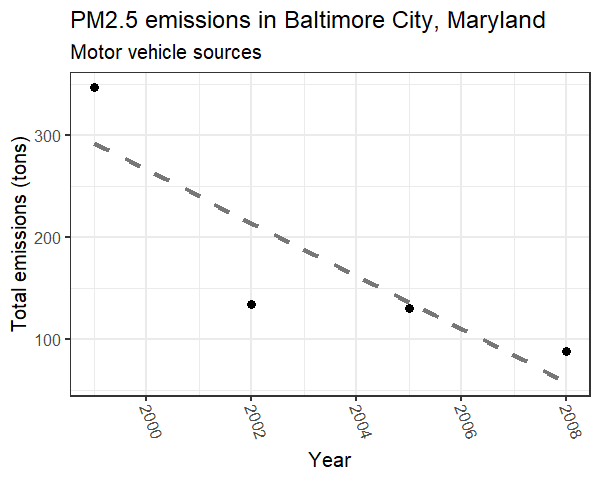 PM2.5 emissions in Baltimore City, Maryland
Motor vehicle sources
Total emissions (tons)
300
200
100
2000
2002
2004
2006
2008
Year